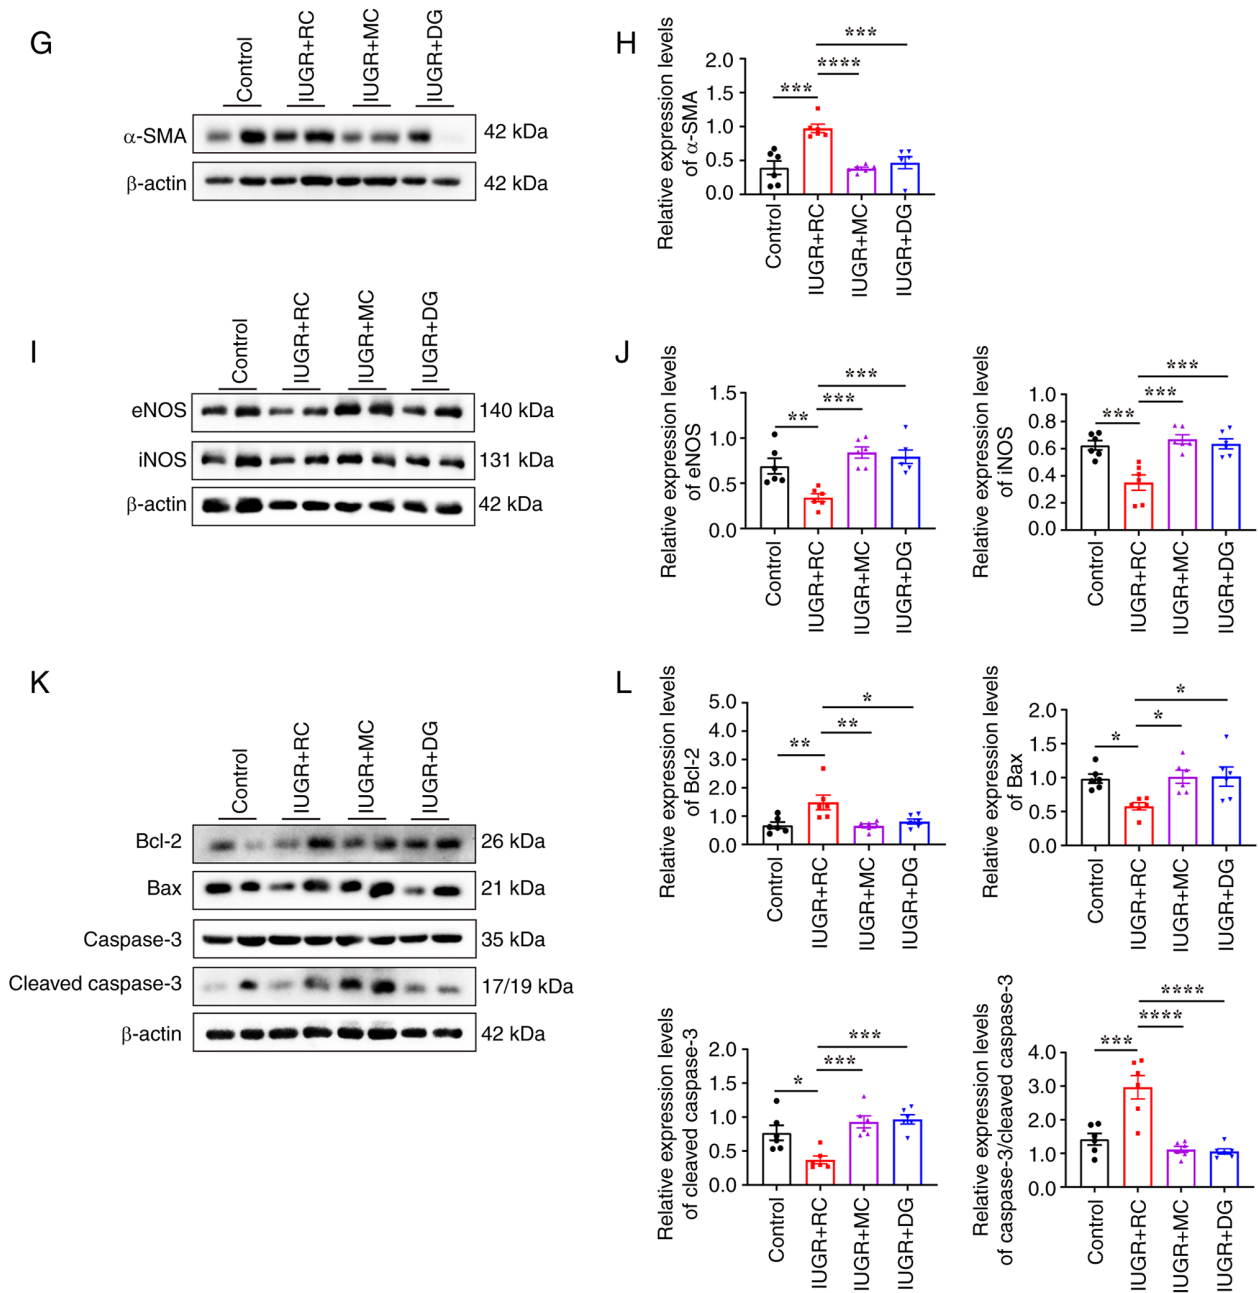 G
Control
IUGR+RC
IUGR+MC
IUGR+DG
α-SMA
42 kDa
β-actin
42 kDa
H
Relative expression levels
of α-SMA
2.0
1.5
1.0
0.5
0.0
***
****
***
Control
IUGR+RC
IUGR+MC
IUGR+DG
I
Control
IUGR+RC
IUGR+MC
IUGR+DG
eNOS
140 kDa
iNOS
131 kDa
β-actin
42 kDa
J
Relative expression levels
of eNOS
1.5
1.0
0.5
0.0
***
***
**
Control
IUGR+RC
IUGR+MC
IUGR+DG
Relative expression levels
of iNOS
1.0
0.8
0.6
0.4
0.2
0.0
***
***
***
Control
IUGR+RC
IUGR+MC
IUGR+DG
K
Control
IUGR+RC
IUGR+MC
IUGR+DG
Bcl-2
26 kDa
Bax
21 kDa
Caspase-3
35 kDa
Cleaved caspase-3
17/19 kDa
β-actin
42 kDa
L
Relative expression levels
of Bcl-2
5.0
4.0
3.0
2.0
1.0
0.0
*
**
**
Control
IUGR+RC
IUGR+MC
IUGR+DG
Relative expression levels
of Bax
2.0
1.5
1.0
0.5
0.0
*
*
*
Control
IUGR+RC
IUGR+MC
IUGR+DG
Relative expression levels
of cleaved caspase-3
2.0
1.5
1.0
0.5
0.0
***
***
*
Control
IUGR+RC
IUGR+MC
IUGR+DG
Relative expression levels
of caspase-3/cleaved caspase-3
4.0
3.0
2.0
1.0
0.0
****
****
***
Control
IUGR+RC
IUGR+MC
IUGR+DG